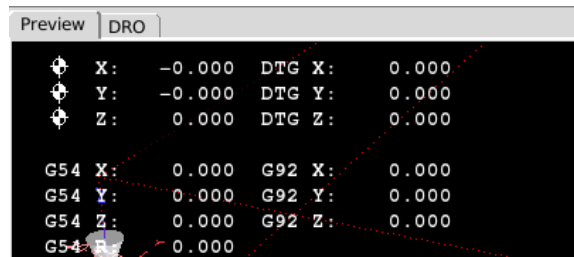 Preview DRO
X: -0.000 DTG X: 0.000
Y: -0.000 DTG Y: 0.000
Z: 0.000 DTG Z: 0.000
G54 X: 0.000 G92 X: 0.000
G54 Y: 0.000 G92 Y: 0.000
G54 Z: 0.000 G92 Z: 0.000
G54 R: 0.000